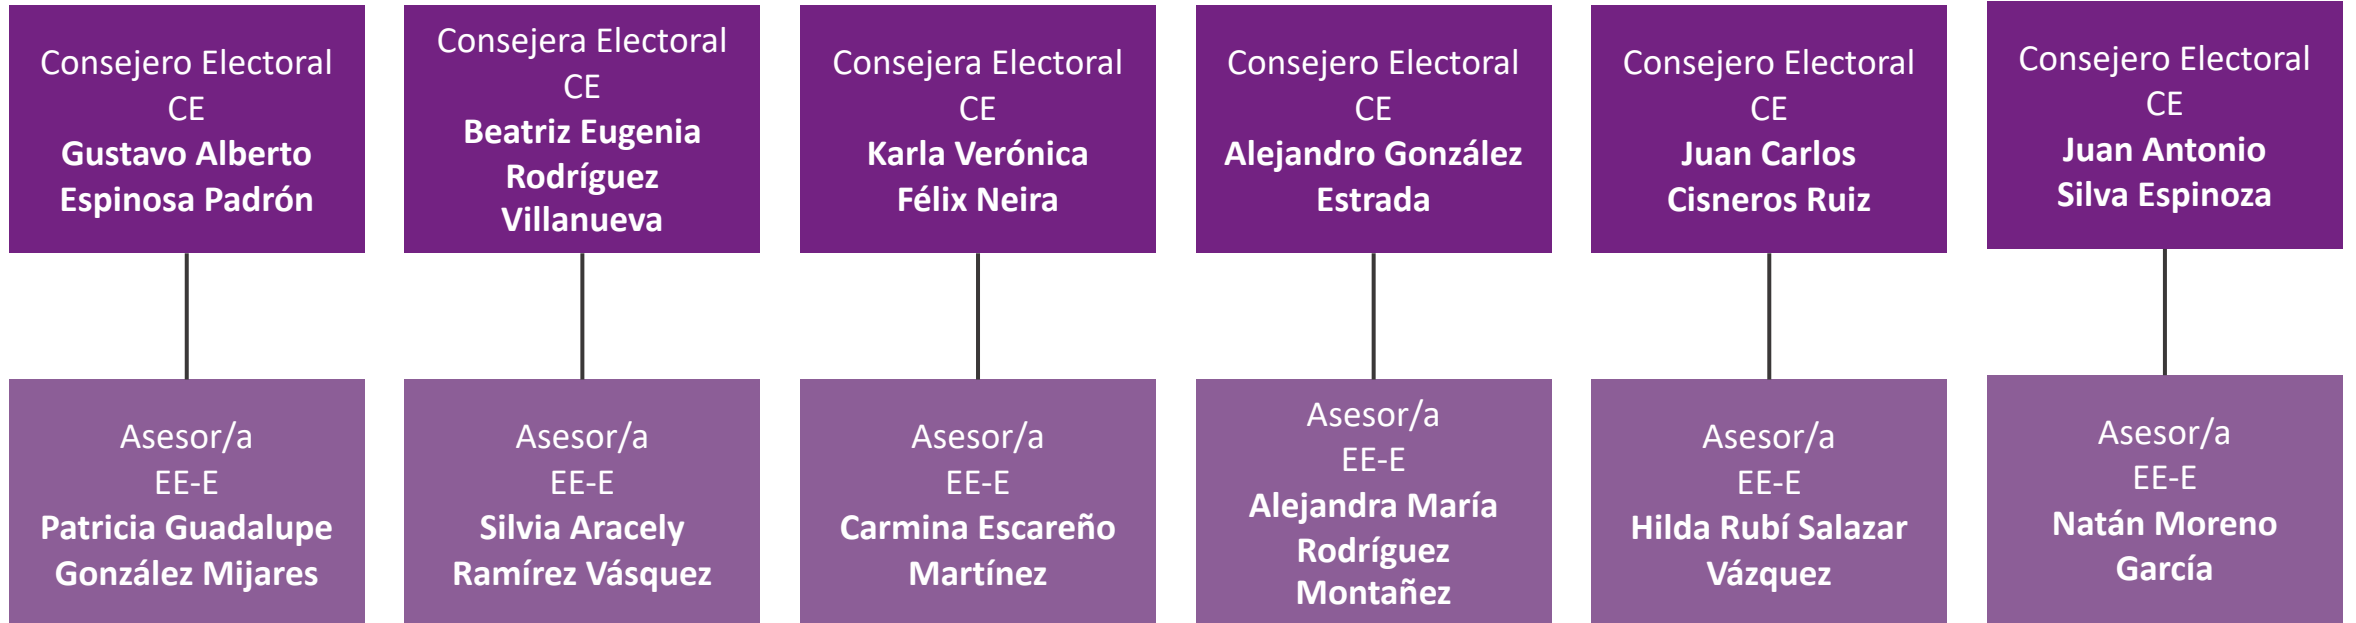 Consejero Electoral
CE
Gustavo Alberto
Espinosa Padrón
Consejera Electoral
CE
Beatriz Eugenia
Rodríguez
Villanueva
Consejera Electoral
CE
Karla Verónica
Félix Neira
Consejero Electoral
CE
Alejandro González
Estrada
Consejero Electoral
CE
Juan Carlos
Cisneros Ruiz
Consejero Electoral
CE
Juan Antonio
Silva Espinoza
Asesor/a
EE-E
Patricia Guadalupe
González Mijares
Asesor/a
EE-E
Silvia Aracely
Ramírez Vásquez
Asesor/a
EE-E
Carmina Escareño
Martínez
Asesor/a
EE-E
Alejandra María
Rodríguez
Montañez
Asesor/a
EE-E
Hilda Rubí Salazar
Vázquez
Asesor/a
EE-E
Natán Moreno
García